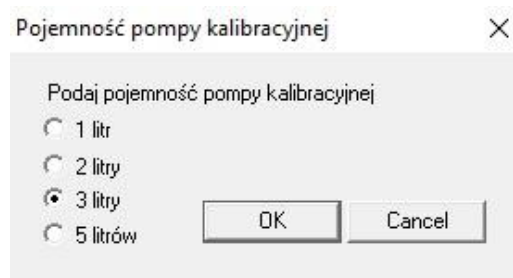 Pojemność pompy kalibracyjnej
Podaj pojemność pompy kalibracyjnej
1 litr
2 litry
3 litry
5 litrów
OK
Cancel